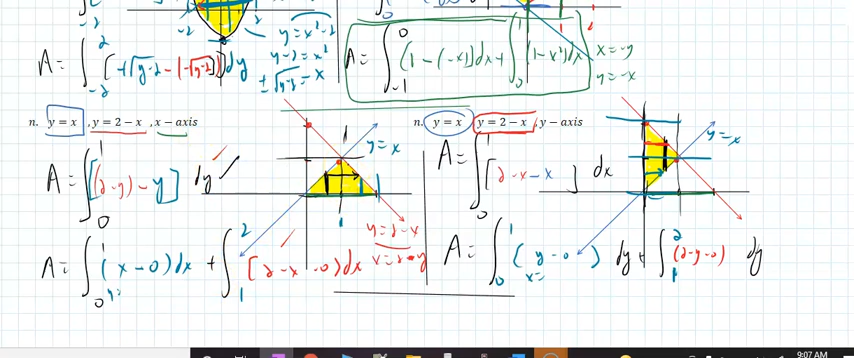 y = x² - 2
y - 2 = x²
± √(y-2) = x
A = ∫_{-2}^{2} [+√(y-2) - (-√(y-2))] dy
A = ∫_{-1}^{0} (1 - (-x)) dx + ∫_{0}^{1} (1 - x²) dx
x = -y
y = -x
n. y = x , y = 2 - x , x - axis
A = ∫_{0}^{1} [(2-y) - y] dy ✓
y = x
A = ∫_{0}^{1} (x - 0) dx + ∫_{1}^{2} [2 - x - 0) dx
y = 2 - x
x = 2 - y
n. y = x y = 2 - x , y - axis
A = ∫_{0}^{1} [2 - x - x ] dx
y = x
A = ∫_{0}^{1} ( y - 0 ) dy + ∫_{1}^{2} (2 - y - 0) dy
x =
9:07 AM